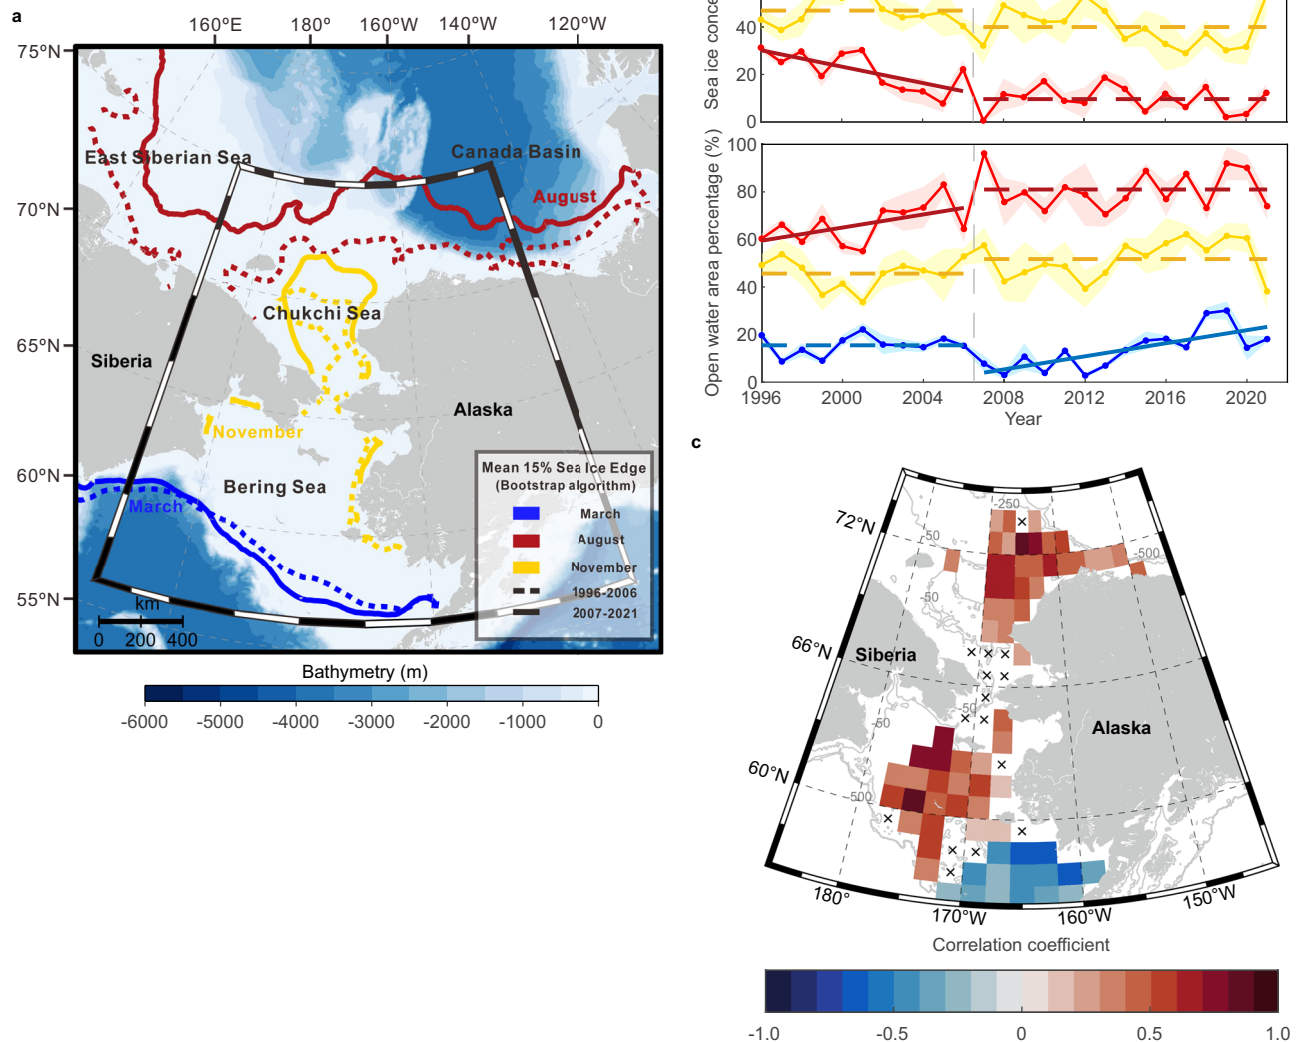 a
160°E 180° 160°W 140°W 120°W
75°N
70°N
65°N
60°N
55°N
East Siberian Sea
Canada Basin
August
Chukchi Sea
Siberia
Alaska
November
Bering Sea
March
km
0 200 400
Mean 15% Sea Ice Edge
(Bootstrap algorithm)
March
August
November
1996-2006
2007-2021
Bathymetry (m)
-6000 -5000 -4000 -3000 -2000 -1000 0
Sea ice
40
20
0
Open water area percentage (%)
100
80
60
40
20
0
1996 2000 2004 2008 2012 2016 2020
Year
c
72°N
66°N
60°N
-250
-50
-500
-50
Siberia
-50
-50
Alaska
-500
180°
170°W
160°W
150°W
Correlation coefficient
-1.0 -0.5 0 0.5 1.0